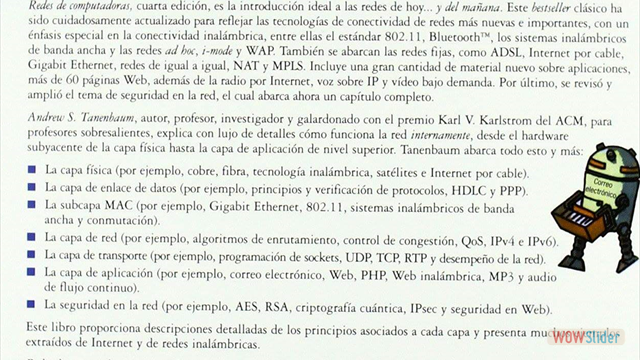 Redes de computadoras, cuarta edición, es la introducción ideal a las redes de hoy... y del mañana. Este bestseller clásico ha
sido cuidadosamente actualizado para reflejar las tecnologías de conectividad de redes más nuevas e importantes, con un
énfasis especial en la conectividad inalámbrica, entre ellas el estándar 802.11, Bluetooth™, los sistemas inalámbricos
de banda ancha y las redes ad hoc, i-mode y WAP. También se abarcan las redes fijas, como ADSL, Internet por cable,
Gigabit Ethernet, redes de igual a igual, NAT y MPLS. Incluye una gran cantidad de material nuevo sobre aplicaciones,
más de 60 páginas Web, además de la radio por Internet, voz sobre IP y vídeo bajo demanda. Por último, se revisó y
amplió el tema de seguridad en la red, el cual abarca ahora un capítulo completo.
Andrew S. Tanenbaum, autor, profesor, investigador y galardonado con el premio Karl V. Karlstrom del ACM, para
profesores sobresalientes, explica con lujo de detalles cómo funciona la red internamente, desde el hardware
subyacente de la capa física hasta la capa de aplicación de nivel superior. Tanenbaum abarca todo esto y más:
■ La capa física (por ejemplo, cobre, fibra, tecnología inalámbrica, satélites e Internet por cable).
■ La capa de enlace de datos (por ejemplo, principios y verificación de protocolos, HDLC y PPP).
■ La subcapa MAC (por ejemplo, Gigabit Ethernet, 802.11, sistemas inalámbricos de banda
ancha y conmutación).
■ La capa de red (por ejemplo, algoritmos de enrutamiento, control de congestión, QoS, IPv4 e IPv6).
■ La capa de transporte (por ejemplo, programación de sockets, UDP, TCP, RTP y desempeño de la red).
■ La capa de aplicación (por ejemplo, correo electrónico, Web, PHP, Web inalámbrica, MP3 y audio
de flujo continuo).
■ La seguridad en la red (por ejemplo, AES, RSA, criptografía cuántica, IPsec y seguridad en Web).
Correo
electrónico
Este libro proporciona descripciones detalladas de los principios asociados a cada capa y presenta
extraídos de Internet y de redes inalámbricas.
WOWSlider